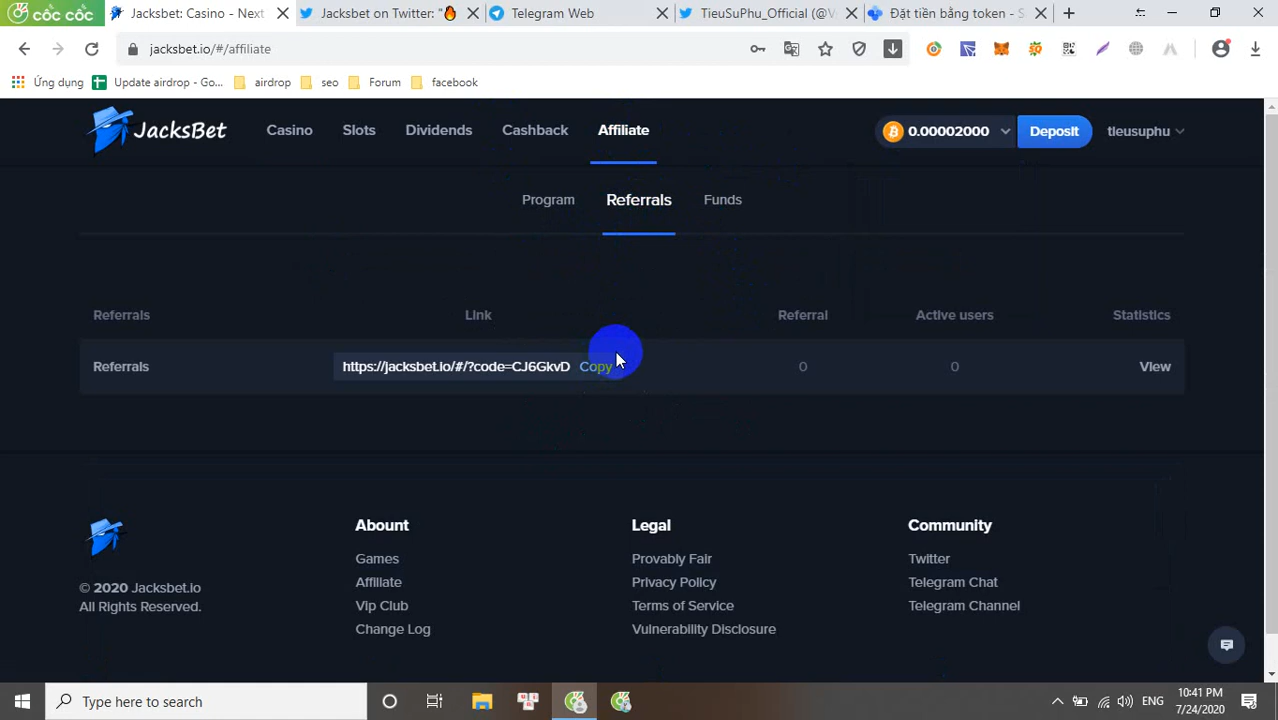 cốc cốc
Jacksbet: Casino - Next
Jacksbet on Twitter: "🔥
Telegram Web
TieuSuPhu_Official (@V
Đặt tiền bằng token - S
jacksbet.io/#/affiliate
Ứng dụng
Update airdrop - Go...
airdrop
seo
Forum
facebook
JacksBet
Casino
Slots
Dividends
Cashback
Affiliate
0.00002000
Deposit
tieusuphu
Program
Referrals
Funds
Referrals
Link
Referral
Active users
Statistics
Referrals
https://jacksbet.io/#/?code=CJ6GkvD
Copy
0
0
View
Abount
Legal
Community
Games
Provably Fair
Twitter
© 2020 Jacksbet.io
Affiliate
Privacy Policy
Telegram Chat
All Rights Reserved.
Vip Club
Terms of Service
Telegram Channel
Change Log
Vulnerability Disclosure
Type here to search
ENG
10:41 PM
7/24/2020